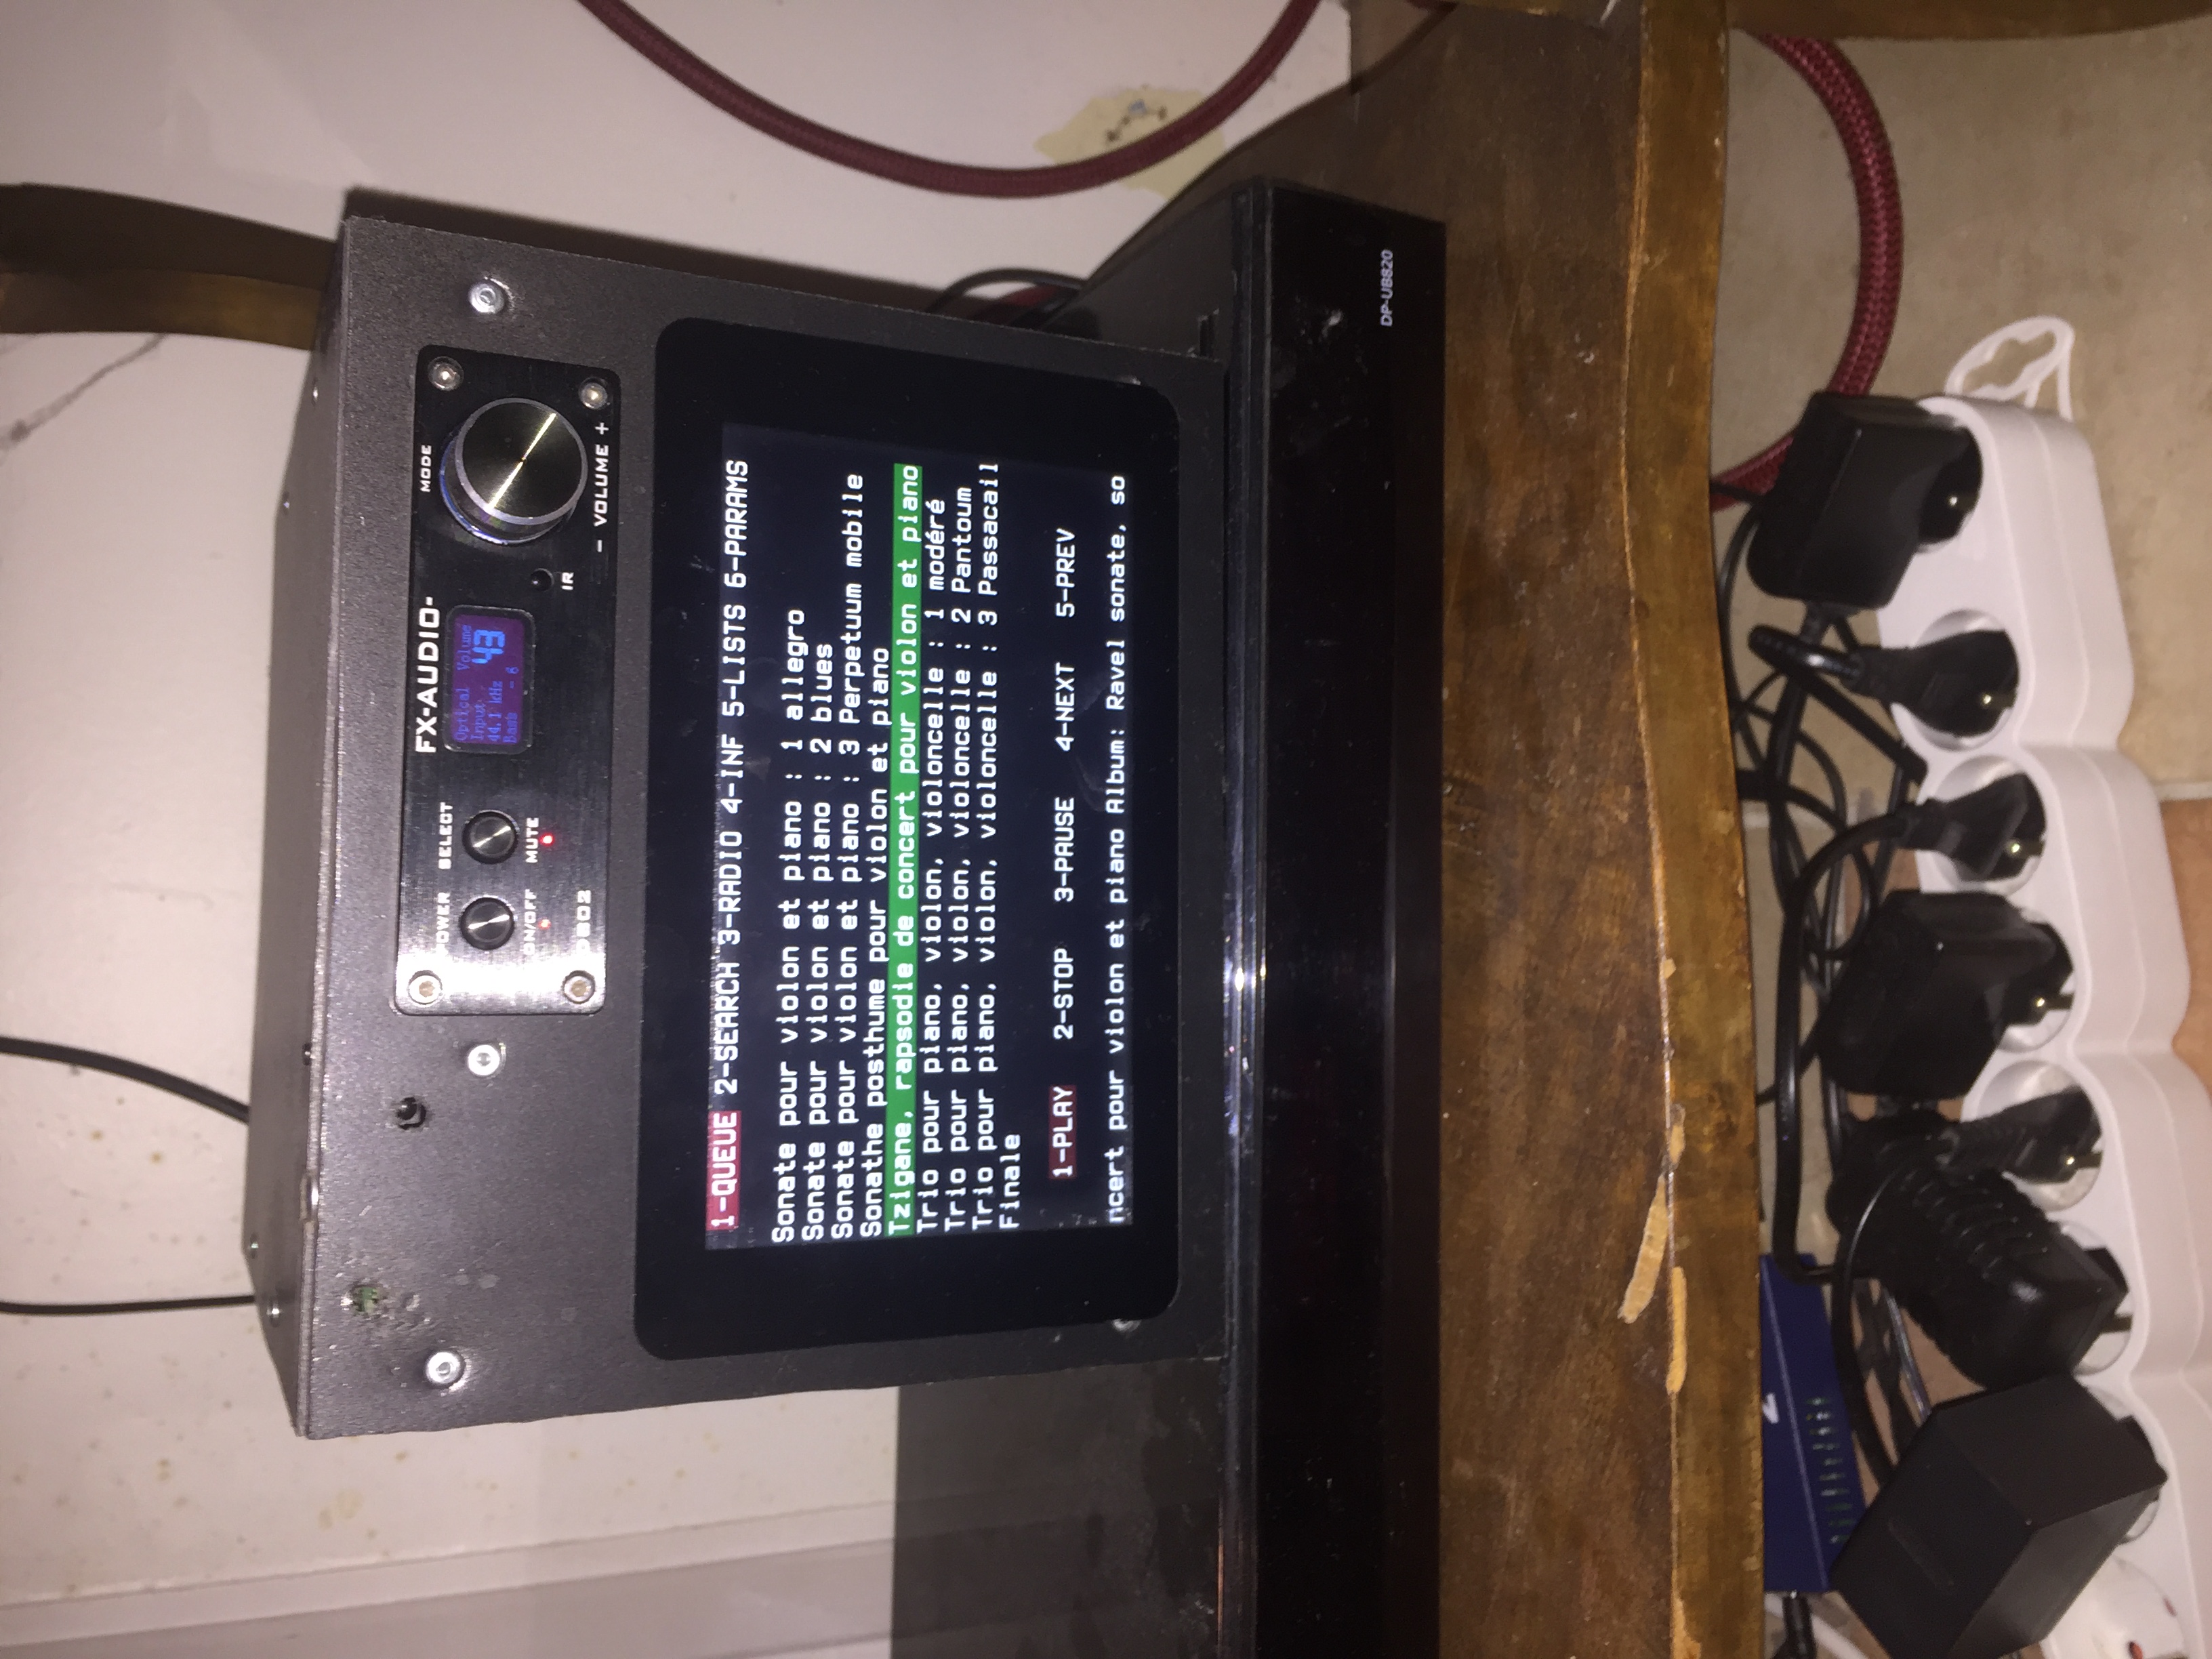 FX-AUDIO-
POWER
SELECT
MODE
ON/OFF
MUTE
IR
- VOLUME +
Optical Volume
Input
43
44.1 kHz
Bass - 6
1-QUEUE 2-SEARCH 3-RADIO 4-INF 5-LISTS 6-PARAMS
Sonate pour violon et piano : 1 allegro
Sonate pour violon et piano : 2 blues
Sonate pour violon et piano : 3 Perpetuum mobile
Sonathe posthume pour violon et piano
Tzigane, rapsodie de concert pour violon et piano
Trio pour piano, violon, violoncelle : 1 modéré
Trio pour piano, violon, violoncelle : 2 Pantoum
Trio pour piano, violon, violoncelle : 3 Passacail
Finale
1-PLAY 2-STOP 3-PAUSE 4-NEXT 5-PREV
ncert pour violon et piano Album: Ravel sonate, so
DP-UB820